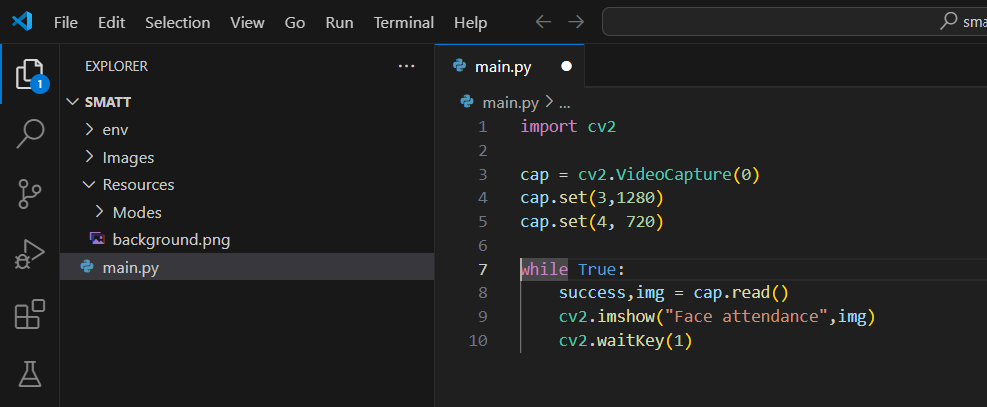 File Edit Selection View Go Run Terminal Help
EXPLORER ...
SMATT
env
Images
Resources
Modes
background.png
main.py
1
main.py
main.py > ...
1 import cv2
2
3 cap = cv2.VideoCapture(0)
4 cap.set(3,1280)
5 cap.set(4, 720)
6
7 while True:
8     success,img = cap.read()
9     cv2.imshow("Face attendance",img)
10     cv2.waitKey(1)